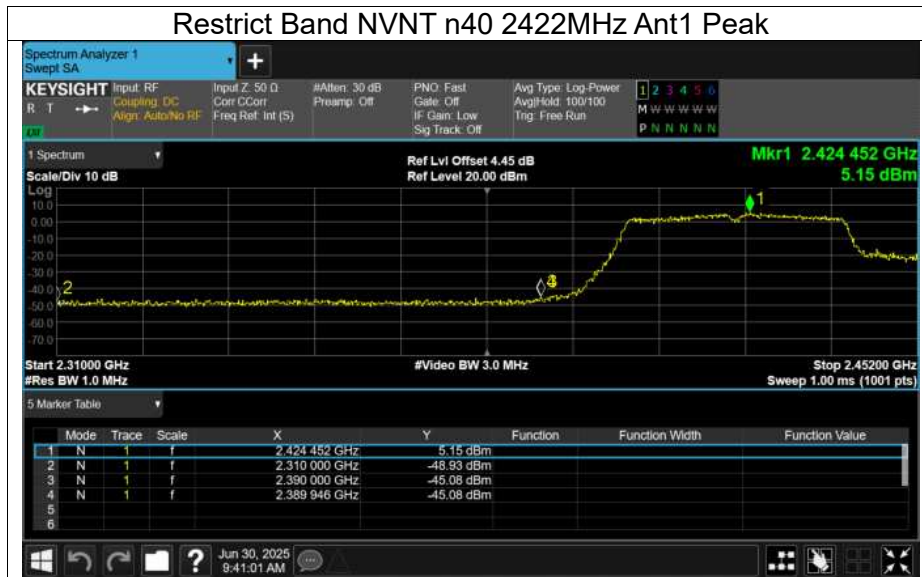 Restrict Band NVNT n40 2422MHz Ant1 Peak
Spectrum Analyzer 1
Swept SA
+
KEYSIGHT Input: RF Input Z: 50 Ω #Atten: 30 dB PNO: Fast Avg Type: Log-Power 1 2 3 4 5 6
R T Coupling: DC Corr CCorr Preamp: Off Gate: Off Avg|Hold: 100/100 M W W W W W
Align: Auto/No RF Freq Ref: Int (S) IF Gain: Low Trig: Free Run
Sig Track: Off P N N N N N
1 Spectrum
Ref Lvl Offset 4.45 dB Mkr1 2.424 452 GHz
Scale/Div 10 dB Ref Level 20.00 dBm 5.15 dBm
Log
10.0 1
0.00
-10.0
-20.0
-30.0
-40.0 2
-50.0
-60.0
-70.0
Start 2.31000 GHz #Video BW 3.0 MHz Stop 2.45200 GHz
#Res BW 1.0 MHz Sweep 1.00 ms (1001 pts)
5 Marker Table
Mode Trace Scale X Y Function Function Width Function Value
1 N 1 f 2.424 452 GHz 5.15 dBm
2 N 1 f 2.310 000 GHz -48.93 dBm
3 N 1 f 2.390 000 GHz -45.08 dBm
4 N 1 f 2.389 946 GHz -45.08 dBm
5
6
? Jun 30, 2025
9:41:01 AM